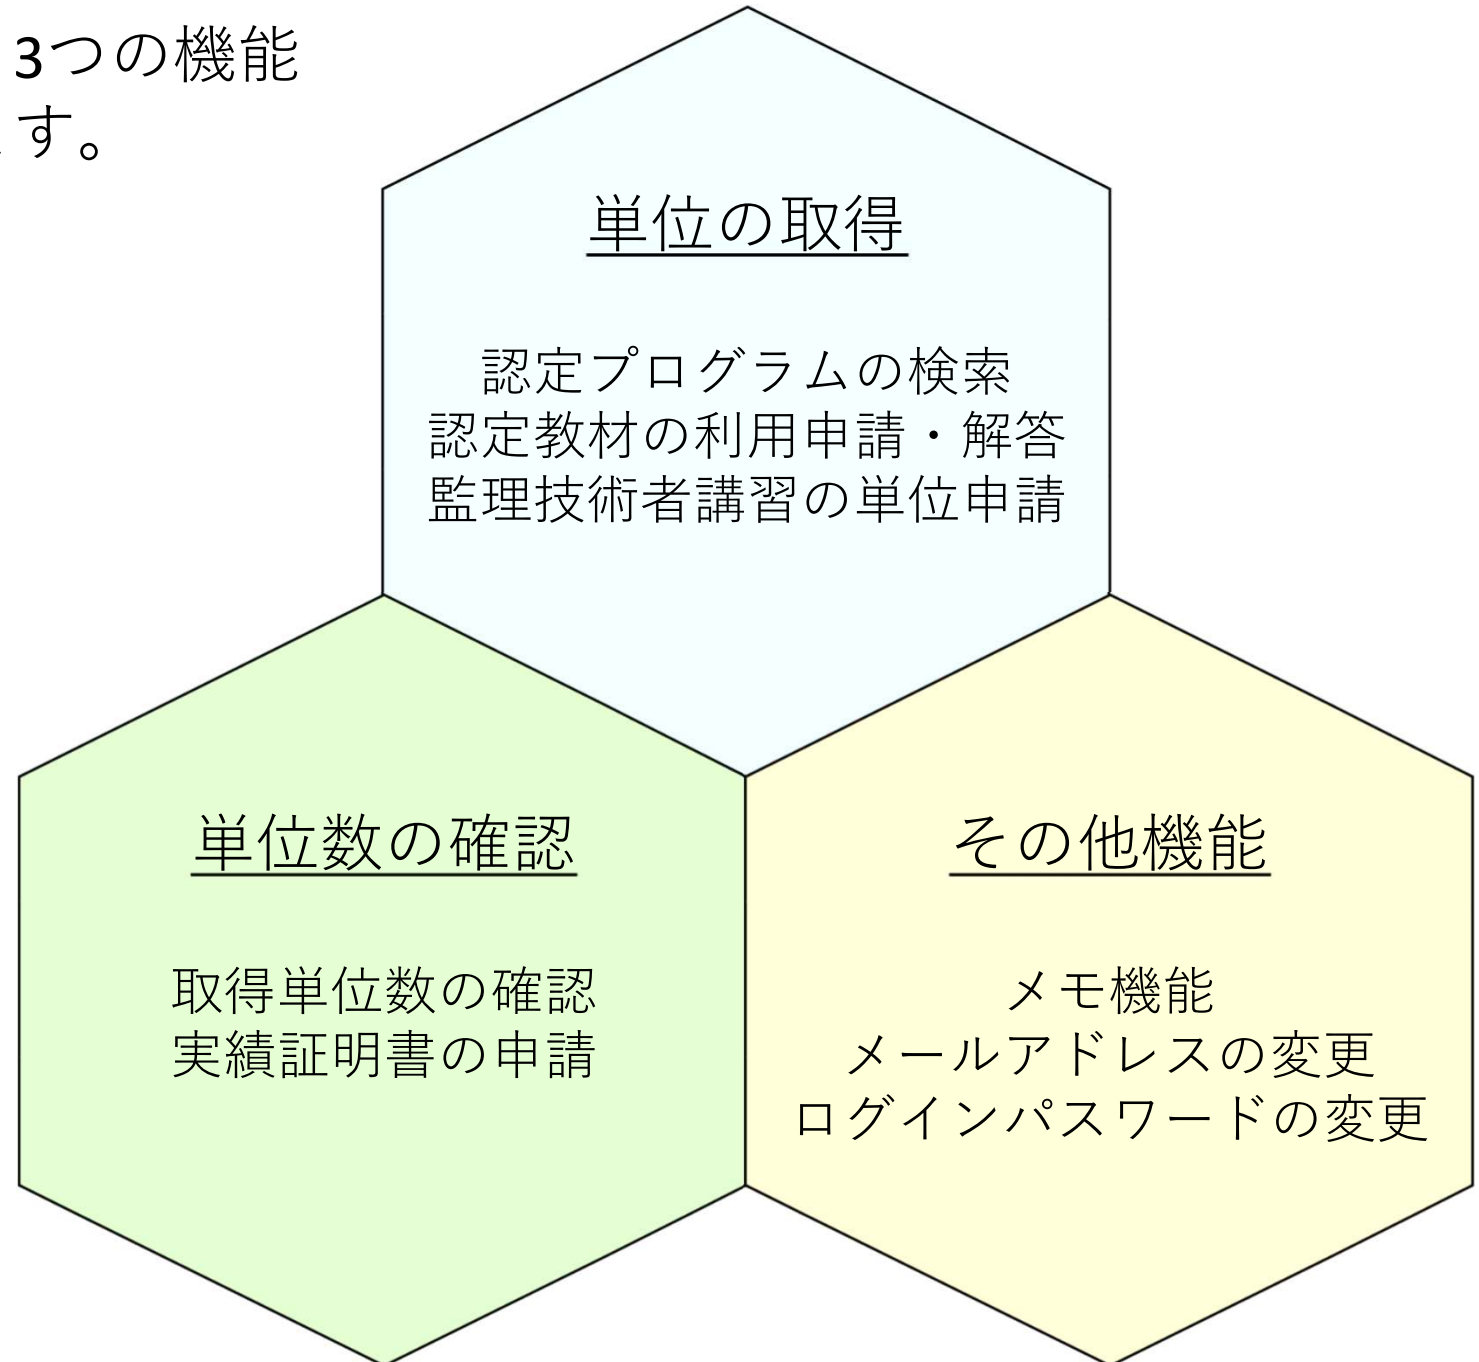 3つの機能
す。
単位の取得
認定プログラムの検索
認定教材の利用申請・解答
監理技術者講習の単位申請
単位数の確認
取得単位数の確認
実績証明書の申請
その他機能
メモ機能
メールアドレスの変更
ログインパスワードの変更